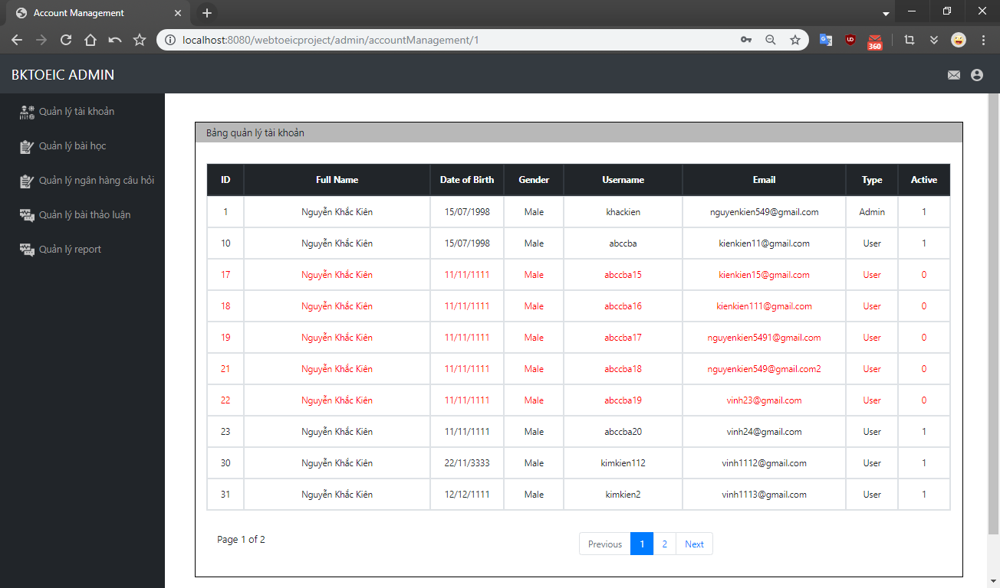 Account Management
localhost:8080/webtoeicproject/admin/accountManagement/1
360
BKTOEIC ADMIN
Quản lý tài khoản
Quản lý bài học
Quản lý ngân hàng câu hỏi
Quản lý bài thảo luận
Quản lý report
Bảng quản lý tài khoản
ID Full Name Date of Birth Gender Username Email Type Active
1 Nguyễn Khắc Kiên 15/07/1998 Male khackien nguyenkien549@gmail.com Admin 1
10 Nguyễn Khắc Kiên 15/07/1998 Male abccba kienkien11@gmail.com User 1
17 Nguyễn Khắc Kiên 11/11/1111 Male abccba15 kienkien15@gmail.com User 0
18 Nguyễn Khắc Kiên 11/11/1111 Male abccba16 kienkien111@gmail.com User 0
19 Nguyễn Khắc Kiên 11/11/1111 Male abccba17 nguyenkien5491@gmail.com User 0
21 Nguyễn Khắc Kiên 11/11/1111 Male abccba18 nguyenkien549@gmail.com2 User 0
22 Nguyễn Khắc Kiên 11/11/1111 Male abccba19 vinh23@gmail.com User 0
23 Nguyễn Khắc Kiên 11/11/1111 Male abccba20 vinh24@gmail.com User 1
30 Nguyễn Khắc Kiên 22/11/3333 Male kimkien112 vinh1112@gmail.com User 1
31 Nguyễn Khắc Kiên 12/12/1111 Male kimkien2 vinh1113@gmail.com User 1
Page 1 of 2
Previous 1 2 Next